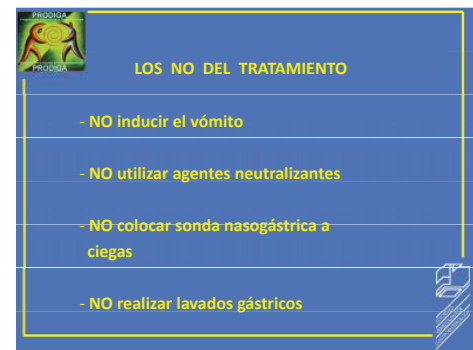 PRODIGA
PRODIGA
LOS NO DEL TRATAMIENTO
- NO inducir el vómito
- NO utilizar agentes neutralizantes
- NO colocar sonda nasogástrica a
ciegas
- NO realizar lavados gástricos